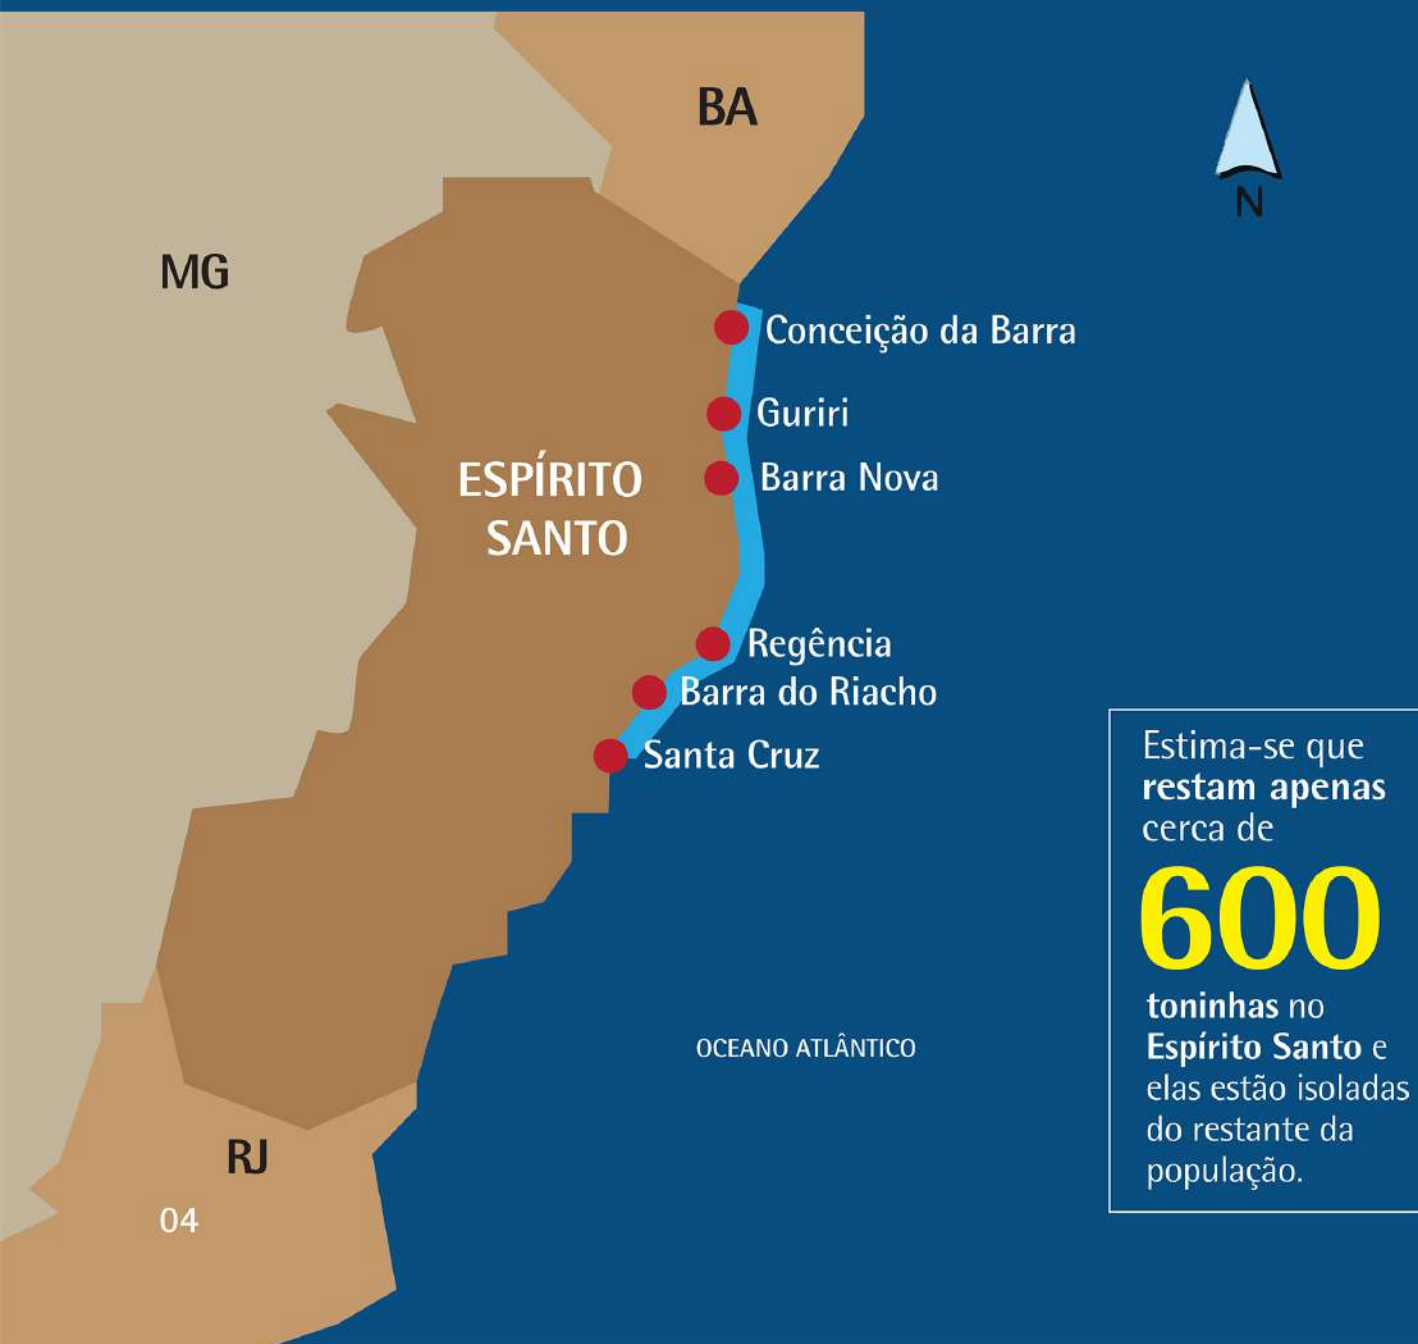 BA
N
MG
Conceição da Barra
Guriri
Barra Nova
ESPÍRITO
SANTO
Regência
Barra do Riacho
Santa Cruz
Estima-se que
restam apenas
cerca de
600
toninhas no
Espírito Santo e
elas estão isoladas
do restante da
população.
OCEANO ATLÂNTICO
RJ
04